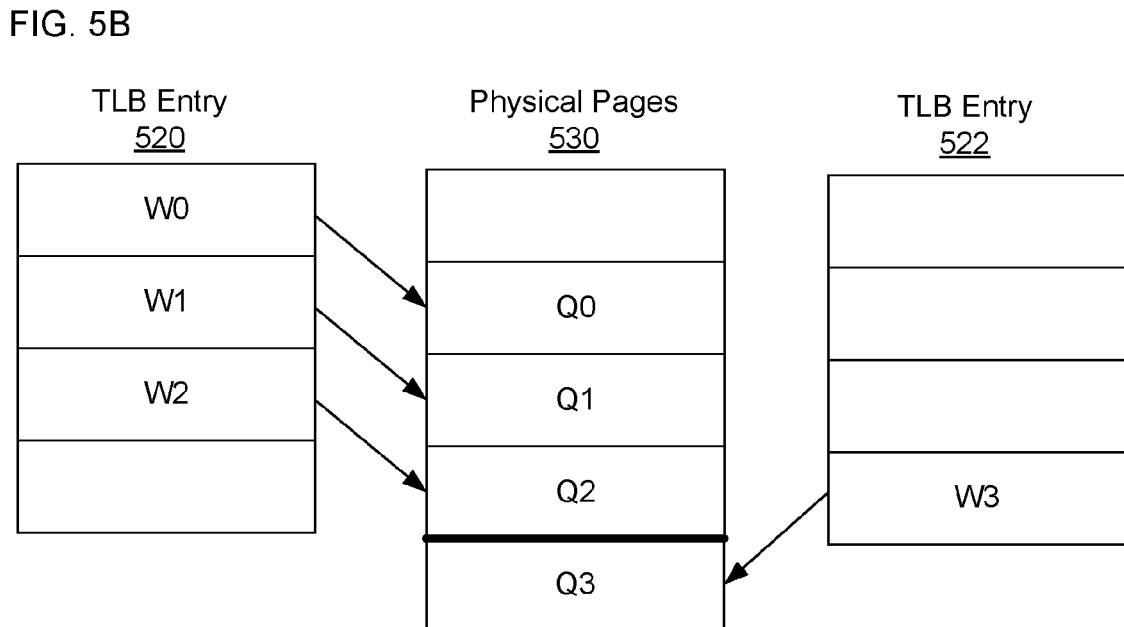 FIG. 5B
TLB Entry
520
W0
W1
W2
Physical Pages
530
Q0
Q1
Q2
Q3
TLB Entry
522
W3